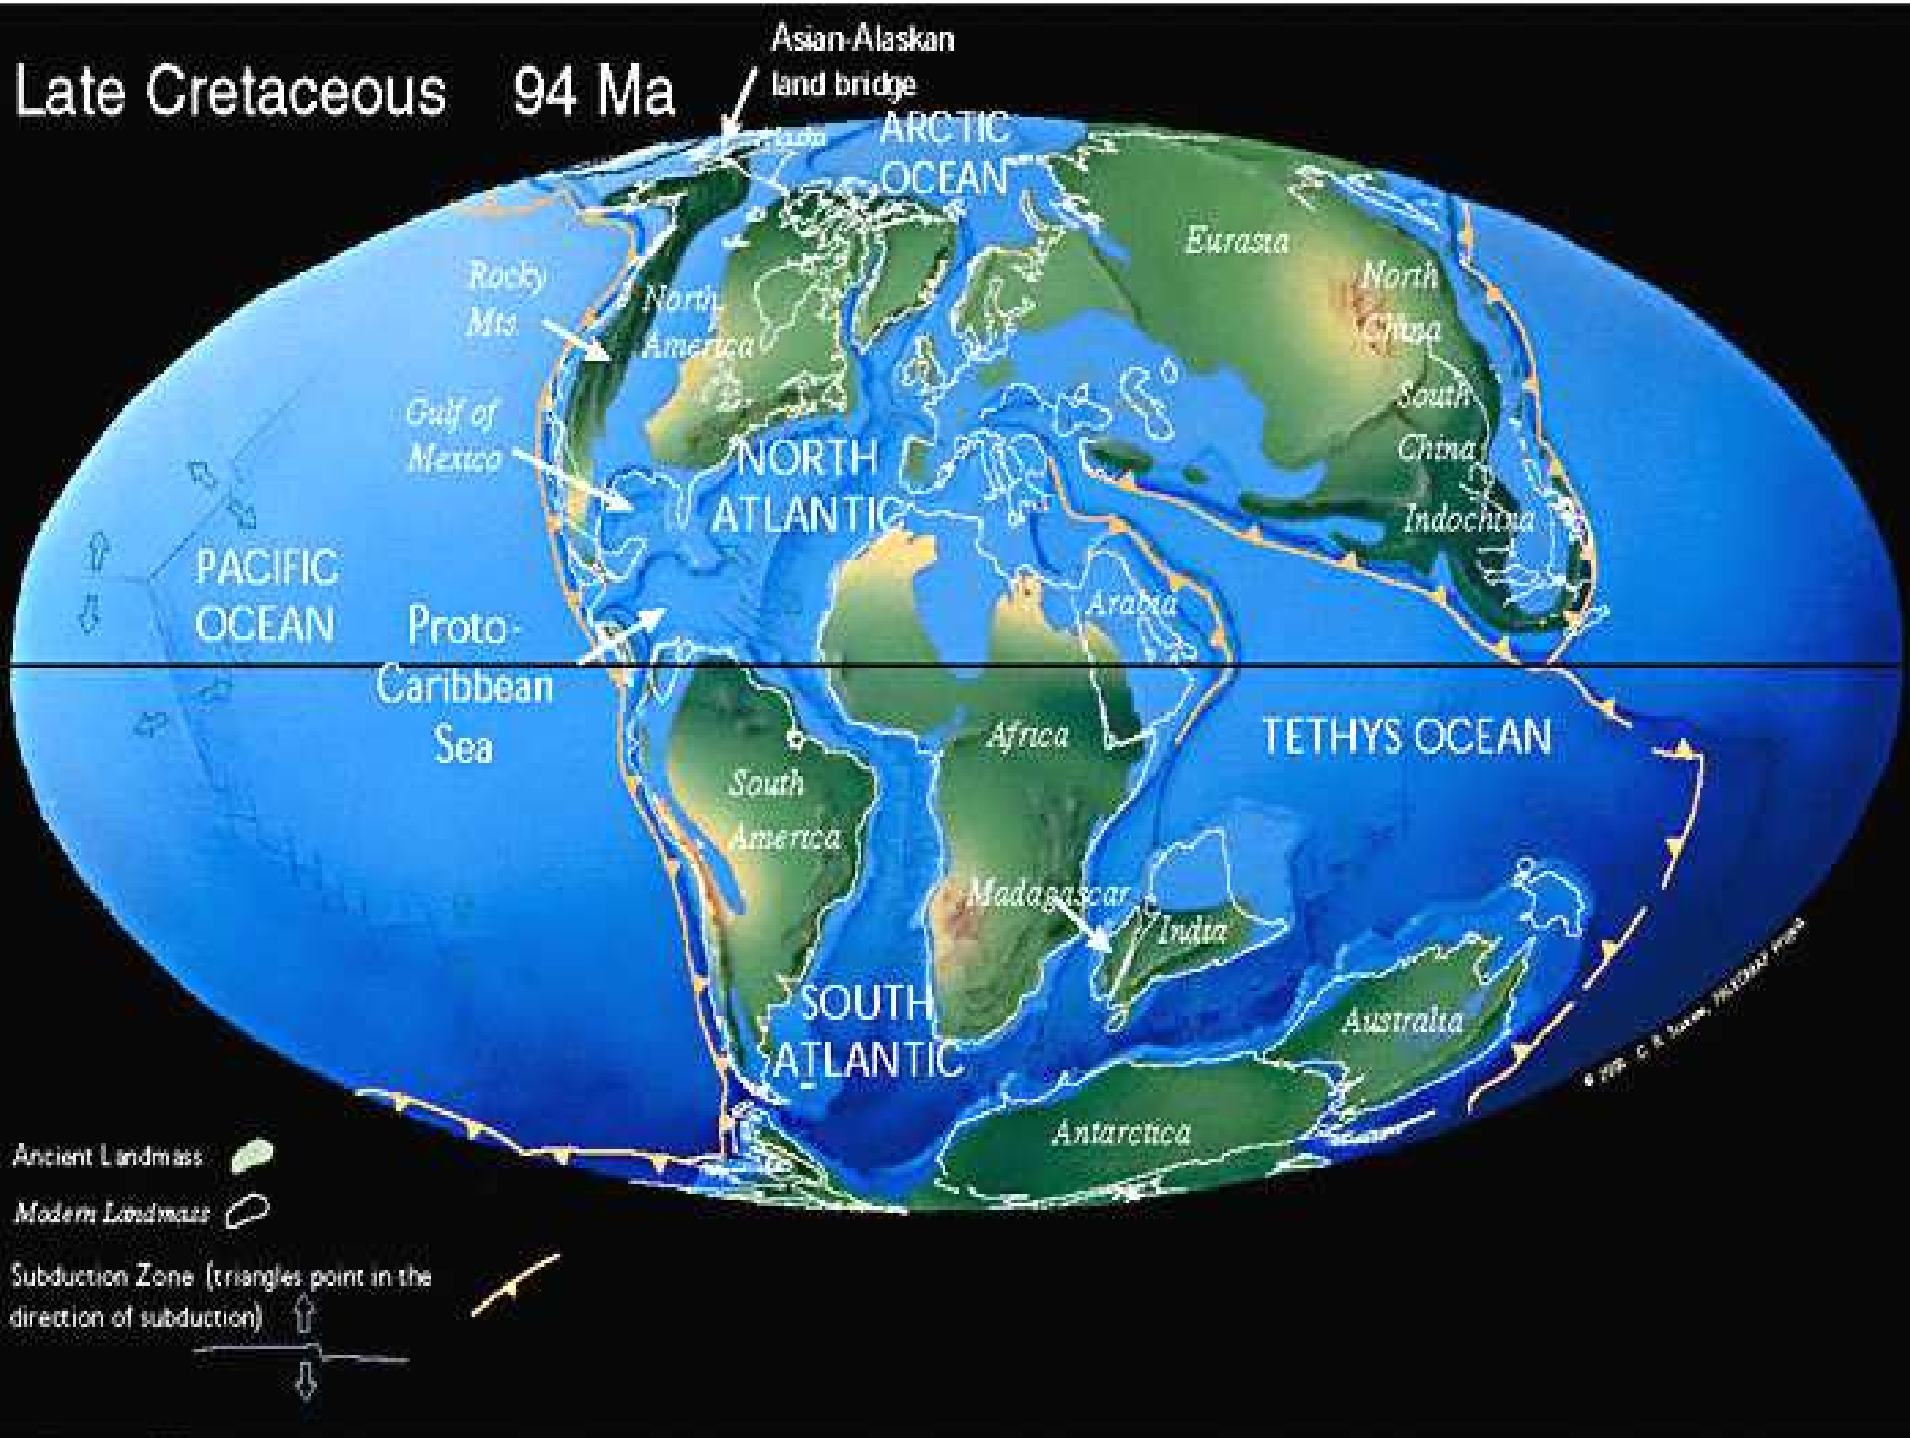 Asian-Alaskan
land bridge
Late Cretaceous 94 Ma
ARCTIC
OCEAN
Eurasia
Rocky
Mts.
North
America
North
China
Gulf of
Mexico
South
China
NORTH
ATLANTIC
Indochina
PACIFIC
OCEAN
Arabia
Proto-
Caribbean
Sea
Africa
TETHYS OCEAN
South
America
Madagascar
India
SOUTH
ATLANTIC
Australia
Antarctica
Ancient Landmass
Modern Landmass
Subduction Zone (triangles point in the
direction of subduction)